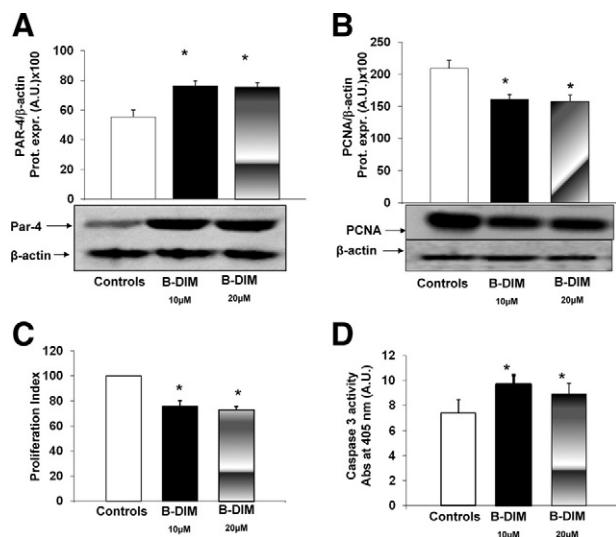 A
PAR-4/β-actin
Prot. expr. (A.U.)x100
100
80
60
40
20
0
*
*
Par-4
β-actin
Controls
B-DIM
10µM
B-DIM
20µM
B
PCNA/β-actin
Prot. expr. (A.U.)x100
250
200
150
100
50
0
*
*
PCNA
β-actin
Controls
B-DIM
10µM
B-DIM
20µM
C
Proliferation Index
120
100
80
60
40
20
0
*
*
Controls
B-DIM
10µM
B-DIM
20µM
D
Caspase 3 activity
Abs at 405 nm (A.U.)
12
10
8
6
4
2
0
*
*
Controls
B-DIM
10µM
B-DIM
20µM